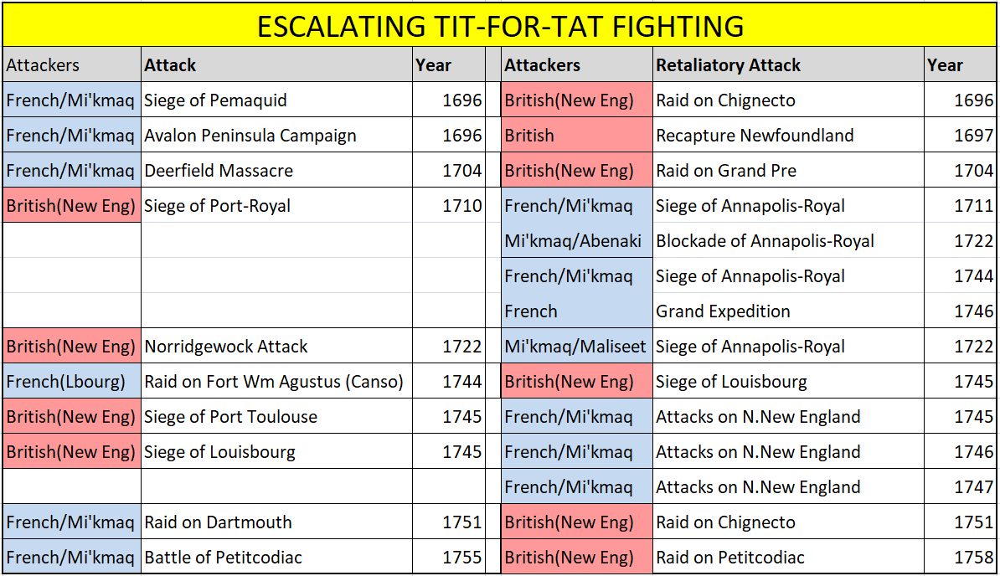 ESCALATING TIT-FOR-TAT FIGHTING
Attackers Attack Year Attackers Retaliatory Attack Year
French/Mi'kmaq Siege of Pemaquid 1696 British(New Eng) Raid on Chignecto 1696
French/Mi'kmaq Avalon Peninsula Campaign 1696 British Recapture Newfoundland 1697
French/Mi'kmaq Deerfield Massacre 1704 British(New Eng) Raid on Grand Pre 1704
British(New Eng) Siege of Port-Royal 1710 French/Mi'kmaq Siege of Annapolis-Royal 1711
Mi'kmaq/Abenaki Blockade of Annapolis-Royal 1722
French/Mi'kmaq Siege of Annapolis-Royal 1744
French Grand Expedition 1746
British(New Eng) Norridgewock Attack 1722 Mi'kmaq/Maliseet Siege of Annapolis-Royal 1722
French(Lbourg) Raid on Fort Wm Agustus (Canso) 1744 British(New Eng) Siege of Louisbourg 1745
British(New Eng) Siege of Port Toulouse 1745 French/Mi'kmaq Attacks on N.New England 1745
British(New Eng) Siege of Louisbourg 1745 French/Mi'kmaq Attacks on N.New England 1746
French/Mi'kmaq Attacks on N.New England 1747
French/Mi'kmaq Raid on Dartmouth 1751 British(New Eng) Raid on Chignecto 1751
French/Mi'kmaq Battle of Petitcodiac 1755 British(New Eng) Raid on Petitcodiac 1758